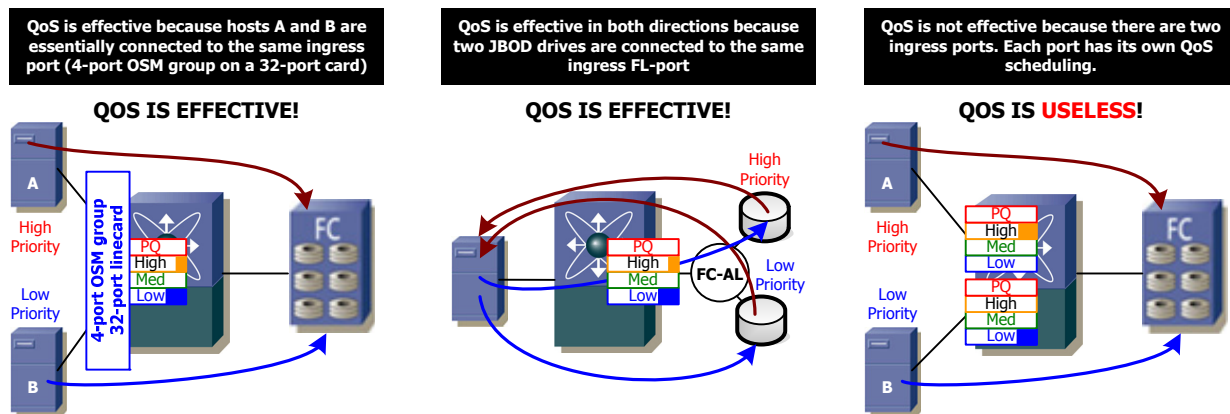 QoS is effective because hosts A and B are
essentially connected to the same ingress
port (4-port OSM group on a 32-port card)
QOS IS EFFECTIVE!
A
High
Priority
Low
Priority
B
4-port OSM group
32-port linecard
PQ
High
Med
Low
FC
QoS is effective in both directions because
two JBOD drives are connected to the same
ingress FL-port
QOS IS EFFECTIVE!
High
Priority
PQ
High
Med
Low
FC-AL
Low
Priority
QoS is not effective because there are two
ingress ports. Each port has its own QoS
scheduling.
QOS IS USELESS!
A
High
Priority
PQ
High
Med
Low
FC
PQ
High
Med
Low
Low
Priority
B